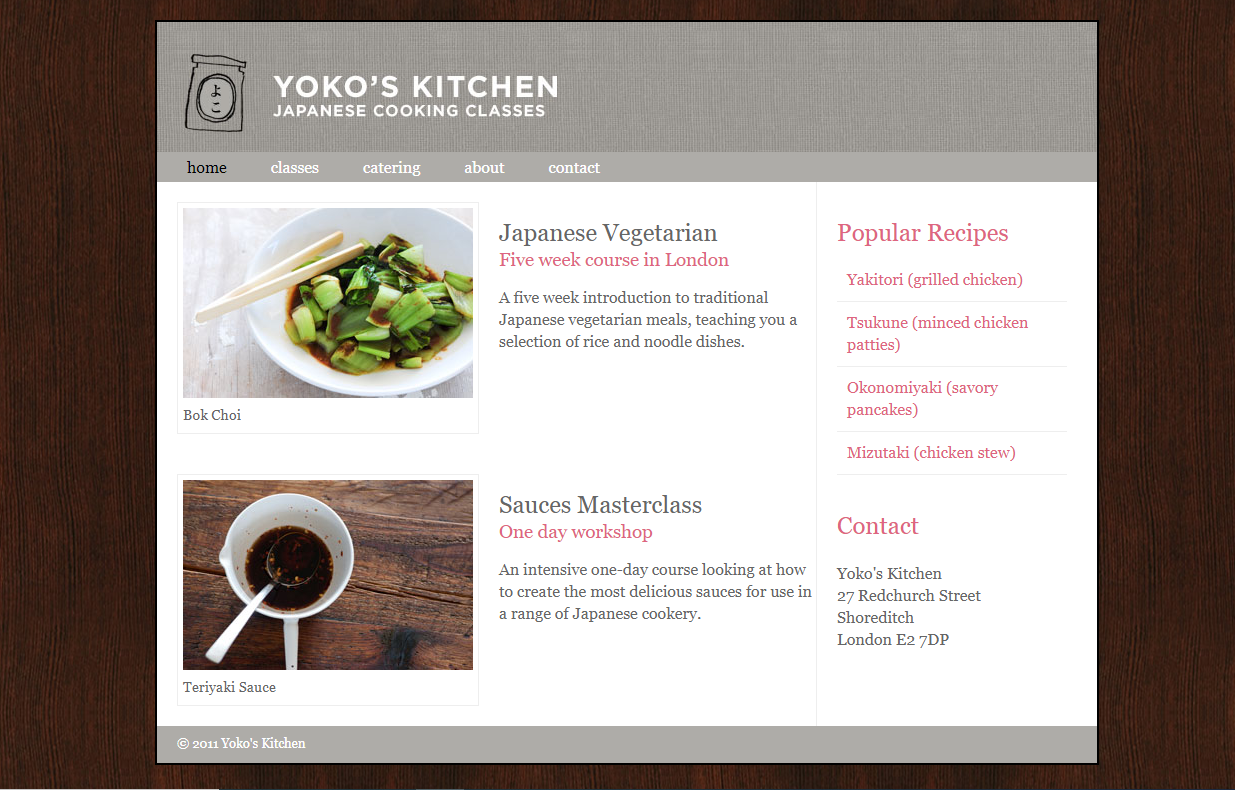 よこ
YOKO'S KITCHEN
JAPANESE COOKING CLASSES
home classes catering about contact
Bok Choi
Japanese Vegetarian
Five week course in London
A five week introduction to traditional
Japanese vegetarian meals, teaching you a
selection of rice and noodle dishes.
Teriyaki Sauce
Sauces Masterclass
One day workshop
An intensive one-day course looking at how
to create the most delicious sauces for use in
a range of Japanese cookery.
Popular Recipes
Yakitori (grilled chicken)
Tsukune (minced chicken
patties)
Okonomiyaki (savory
pancakes)
Mizutaki (chicken stew)
Contact
Yoko's Kitchen
27 Redchurch Street
Shoreditch
London E2 7DP
© 2011 Yoko's Kitchen